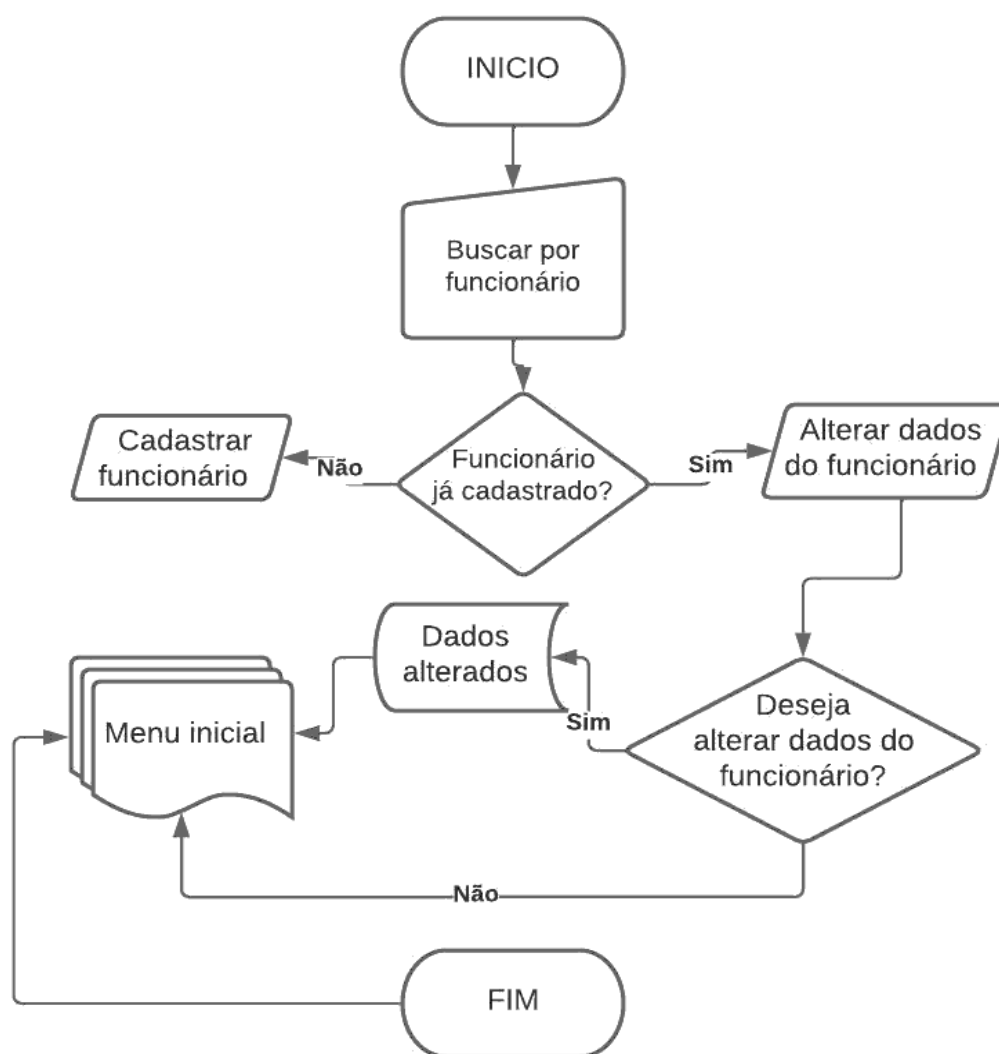 INICIO
Buscar por
funcionário
Funcionário
já cadastrado?
Não
Cadastrar
funcionário
Sim
Alterar dados
do funcionário
Deseja
alterar dados do
funcionário?
Sim
Dados
alterados
Menu inicial
Não
FIM